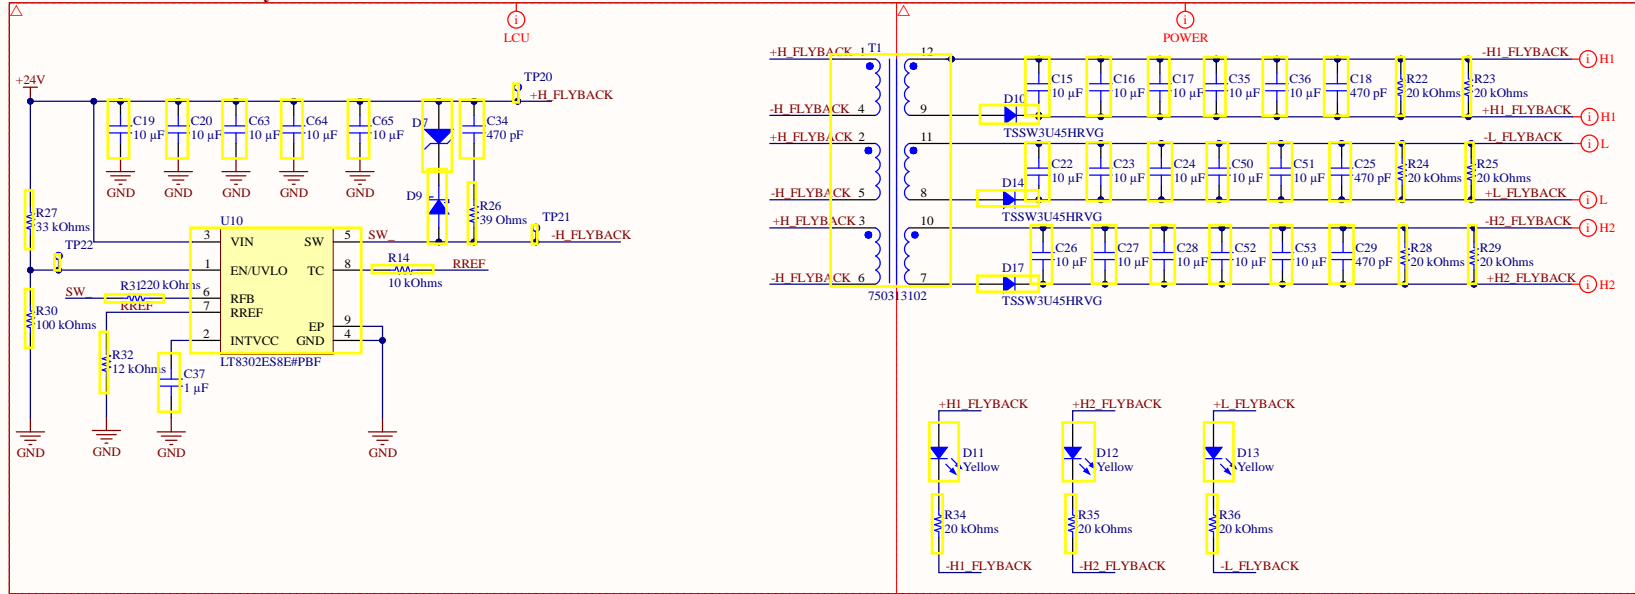 LCU
POWER
+24V
TP20
+H_FLYBACK
C19
10 µF
C20
10 µF
C63
10 µF
C64
10 µF
C65
10 µF
D7
C34
470 pF
GND
GND
GND
GND
GND
D9
R26
39 Ohms
TP21
-H_FLYBACK
R27
33 kOhms
TP22
U10
3
VIN
SW
5
SW_
1
EN/UVLO
TC
8
R14
10 kOhms
RREF
SW_
R31
220 kOhms
6
RFB
RREF
7
RREF
EP
9
2
INTVCC
GND
4
LT8302ES8E#PBF
R30
100 kOhms
R32
12 kOhms
C37
1 µF
GND
GND
GND
GND
+H_FLYBACK
1
T1
12
-H_FLYBACK
4
9
+H_FLYBACK
2
11
-H_FLYBACK
5
8
+H_FLYBACK
3
10
-H_FLYBACK
6
7
750313102
-H1_FLYBACK
H1
C15
10 µF
C16
10 µF
C17
10 µF
C35
10 µF
C36
10 µF
C18
470 pF
R22
20 kOhms
R23
20 kOhms
D10
TSSW3U45HRVG
+H1_FLYBACK
H1
-L_FLYBACK
L
C22
10 µF
C23
10 µF
C24
10 µF
C50
10 µF
C51
10 µF
C25
470 pF
R24
20 kOhms
R25
20 kOhms
D14
TSSW3U45HRVG
+L_FLYBACK
L
-H2_FLYBACK
H2
C26
10 µF
C27
10 µF
C28
10 µF
C52
10 µF
C53
10 µF
C29
470 pF
R28
20 kOhms
R29
20 kOhms
D17
TSSW3U45HRVG
+H2_FLYBACK
H2
+H1_FLYBACK
D11
Yellow
R34
20 kOhms
-H1_FLYBACK
+H2_FLYBACK
D12
Yellow
R35
20 kOhms
-H2_FLYBACK
+L_FLYBACK
D13
Yellow
R36
20 kOhms
-L_FLYBACK